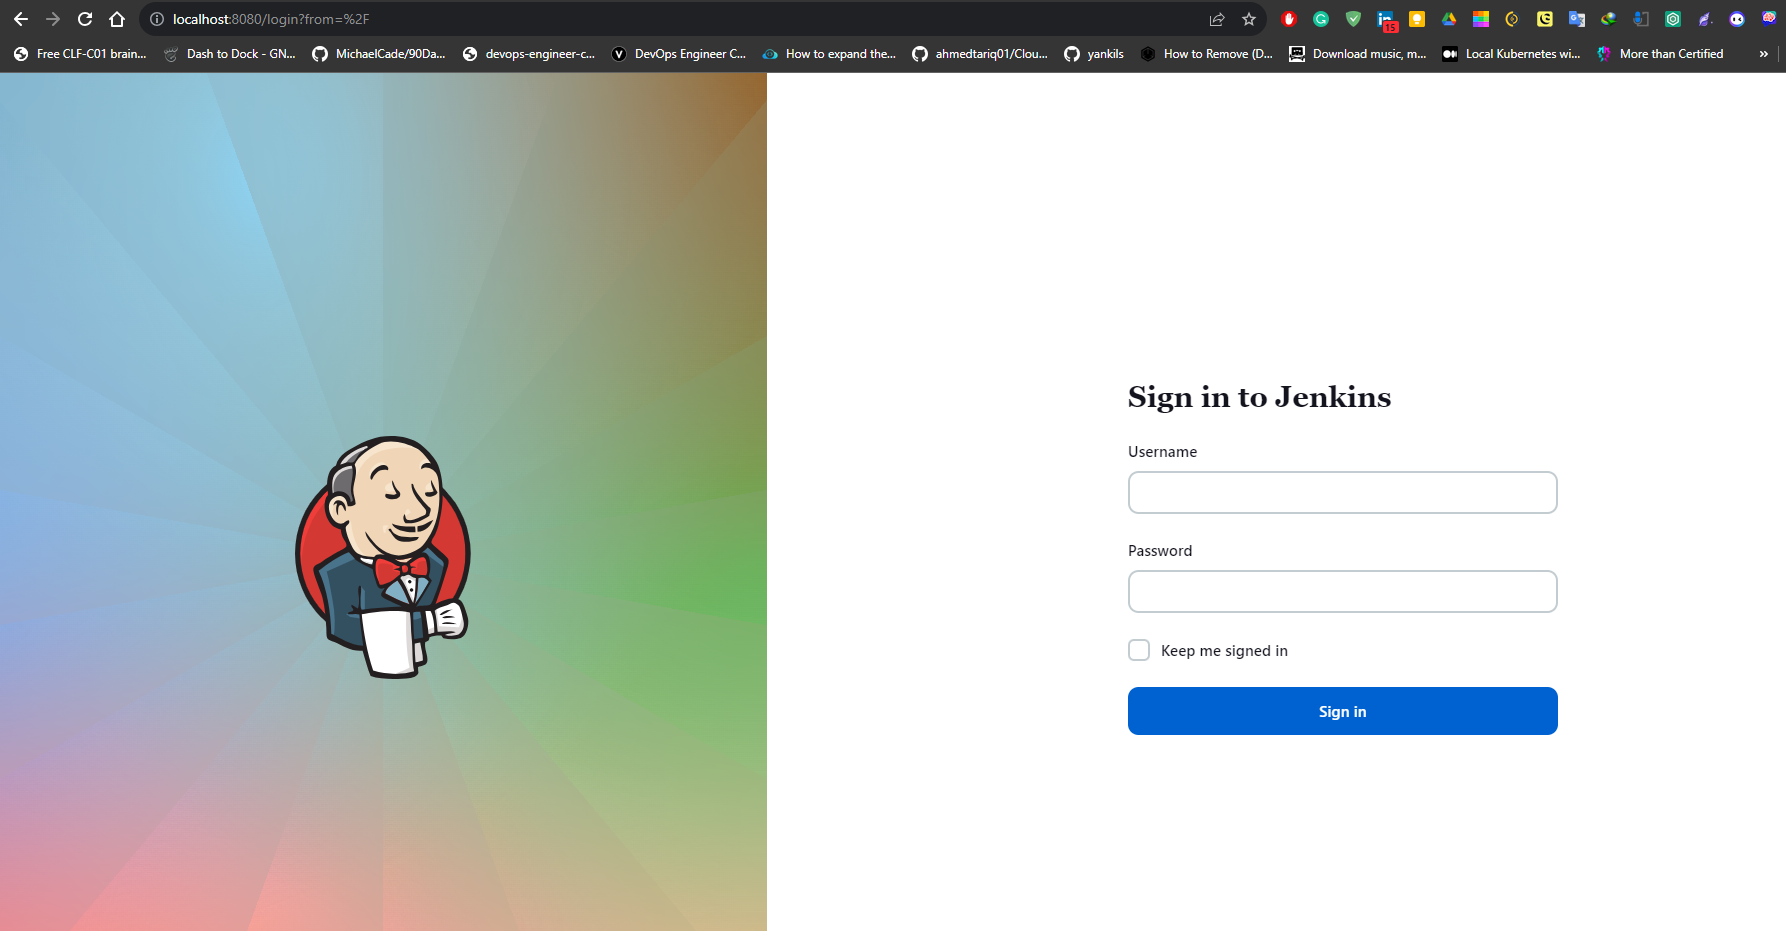 localhost:8080/login?from=%2F
15
Free CLF-C01 brain... Dash to Dock - GN... MichaelCade/90Da... devops-engineer-c... DevOps Engineer C... How to expand the... ahmedtariq01/Clou... yankils How to Remove (D... Download music, m... Local Kubernetes wi... More than Certified »
Sign in to Jenkins
Username
Password
Keep me signed in
Sign in